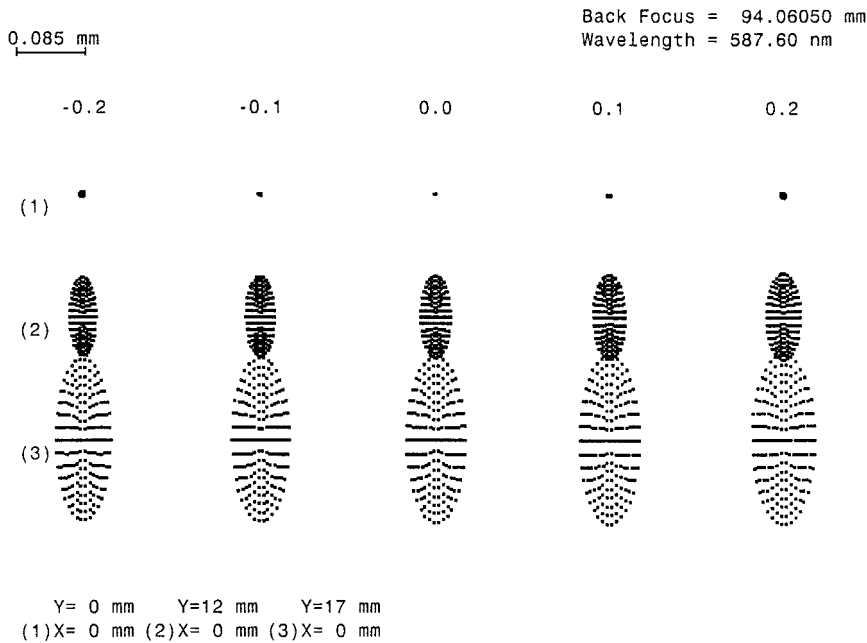 Back Focus = 94.06050 mm
0.085 mm
Wavelength = 587.60 nm
-0.2 -0.1 0.0 0.1 0.2
(1)
(2)
(3)
Y= 0 mm Y=12 mm Y=17 mm
(1)X= 0 mm (2)X= 0 mm (3)X= 0 mm